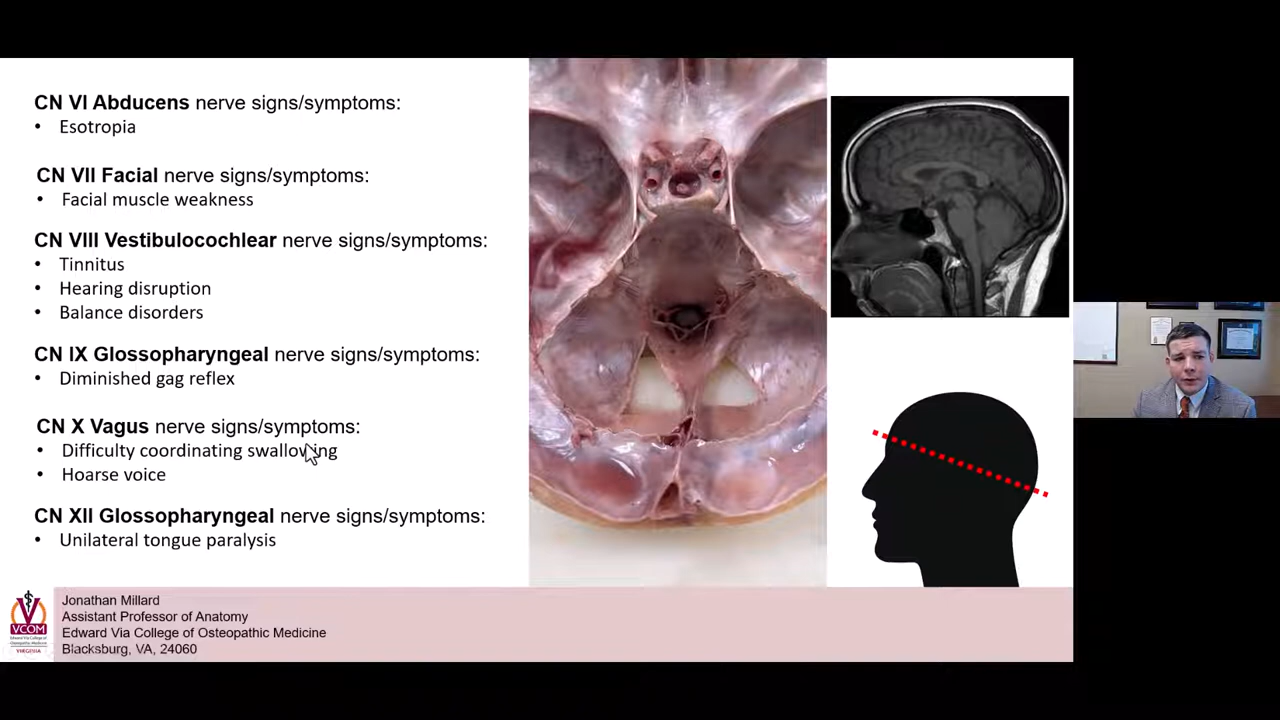 CN VI Abducens nerve signs/symptoms:
• Esotropia
CN VII Facial nerve signs/symptoms:
• Facial muscle weakness
CN VIII Vestibulocochlear nerve signs/symptoms:
• Tinnitus
• Hearing disruption
• Balance disorders
CN IX Glossopharyngeal nerve signs/symptoms:
• Diminished gag reflex
CN X Vagus nerve signs/symptoms:
• Difficulty coordinating swallowing
• Hoarse voice
CN XII Glossopharyngeal nerve signs/symptoms:
• Unilateral tongue paralysis
VCOM
Jonathan Millard
Assistant Professor of Anatomy
Edward Via College of Osteopathic Medicine
Blacksburg, VA, 24060